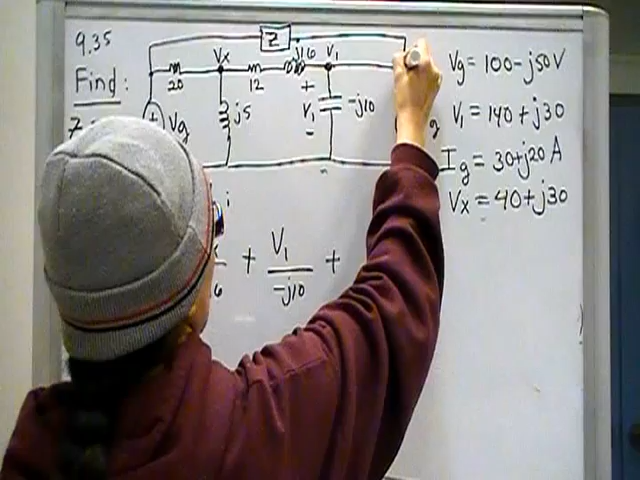 9.35
Find:
Z
20
Vx
12
j16
V1
Z
+
Vg
j5
+
V1
-
-j10
g
Vg = 100 - j50 V
V1 = 140 + j30
Ig = 30 + j20 A
Vx = 40 + j30
6 + V1 / -j10 +